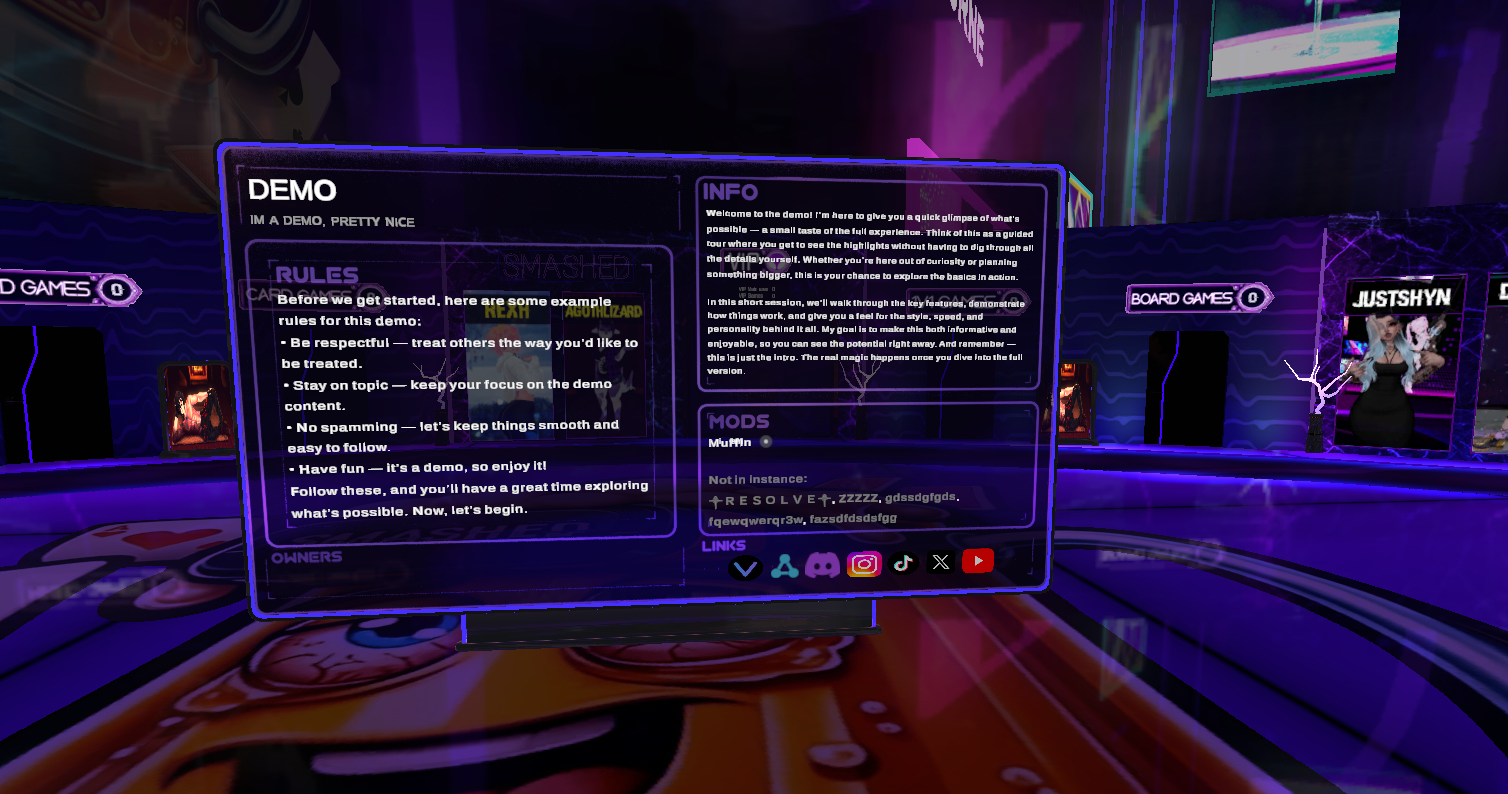 DEMO
IM A DEMO, PRETTY NICE
RULES
Before we get started, here are some example
rules for this demo:
• Be respectful — treat others the way you'd like to
be treated.
• Stay on topic — keep your focus on the demo
content.
• No spamming — let's keep things smooth and
easy to follow.
• Have fun — it's a demo, so enjoy it!
Follow these, and you'll have a great time exploring
what's possible. Now, let's begin.
OWNERS
INFO
Welcome to the demo! I'm here to give you a quick glimpse of what's
possible — a small taste of the full experience. Think of this as a guided
tour where you get to see the highlights without having to dig through all
the details yourself. Whether you're here out of curiosity or planning
something bigger, this is your chance to explore the basics in action.
In this short session, we'll walk through the key features, demonstrate
how things work, and give you a feel for the style, speed, and
personality behind it all. My goal is to make this both informative and
enjoyable, so you can see the potential right away. And remember —
this is just the intro. The real magic happens once you dive into the full
version.
MODS
Muffin
Not in instance:
RESOLVE, ZZZZZ, gdssdgfgds,
fqewqwerqr3w, fazsdfdsdsfgg
LINKS
SMASHED
CARD GAMES
REXH
AGOTHLIZARD
VIP
D GAMES 0
BOARD GAMES 0
JUSTSHYN